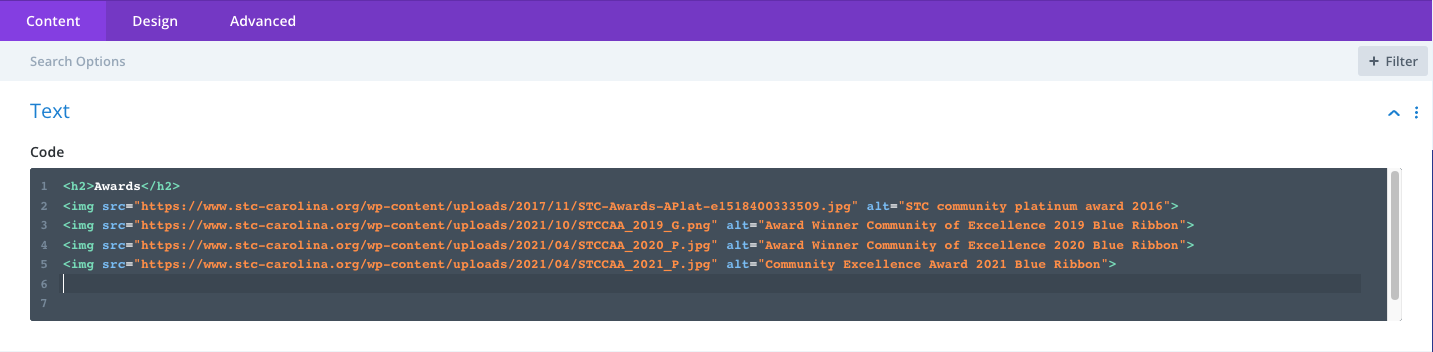 Content Design Advanced
Search Options + Filter
Text
Code
1 <h2>Awards</h2>
2 <img src="https://www.stc-carolina.org/wp-content/uploads/2017/11/STC-Awards-APlat-e1518400333509.jpg" alt="STC community platinum award 2016">
3 <img src="https://www.stc-carolina.org/wp-content/uploads/2021/10/STCCAA_2019_G.png" alt="Award Winner Community of Excellence 2019 Blue Ribbon">
4 <img src="https://www.stc-carolina.org/wp-content/uploads/2021/04/STCCAA_2020_P.jpg" alt="Award Winner Community of Excellence 2020 Blue Ribbon">
5 <img src="https://www.stc-carolina.org/wp-content/uploads/2021/04/STCCAA_2021_P.jpg" alt="Community Excellence Award 2021 Blue Ribbon">
6
7